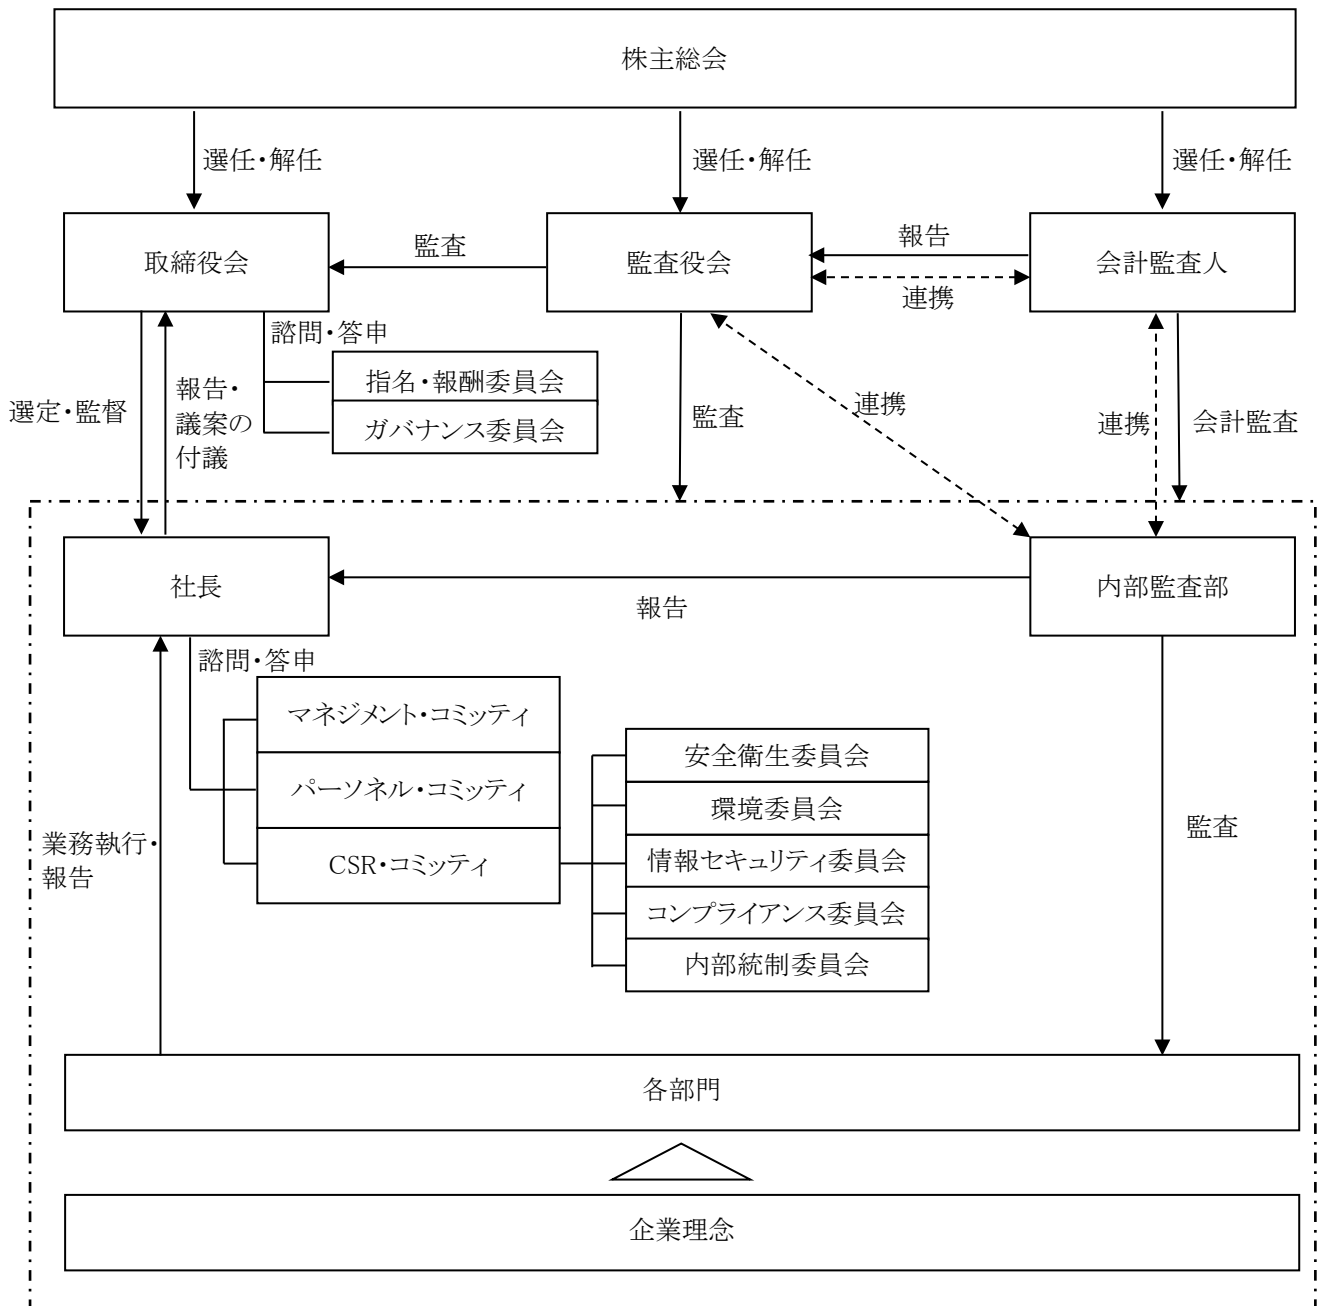 株主総会
選任・解任
選任・解任
選任・解任
取締役会
監査
監査役会
報告
連携
会計監査人
諮問・答申
指名・報酬委員会
ガバナンス委員会
選定・監督
報告・
議案の
付議
監査
連携
連携
会計監査
社長
報告
内部監査部
諮問・答申
マネジメント・コミッティ
パーソネル・コミッティ
CSR・コミッティ
安全衛生委員会
環境委員会
情報セキュリティ委員会
コンプライアンス委員会
内部統制委員会
業務執行・
報告
監査
各部門
企業理念